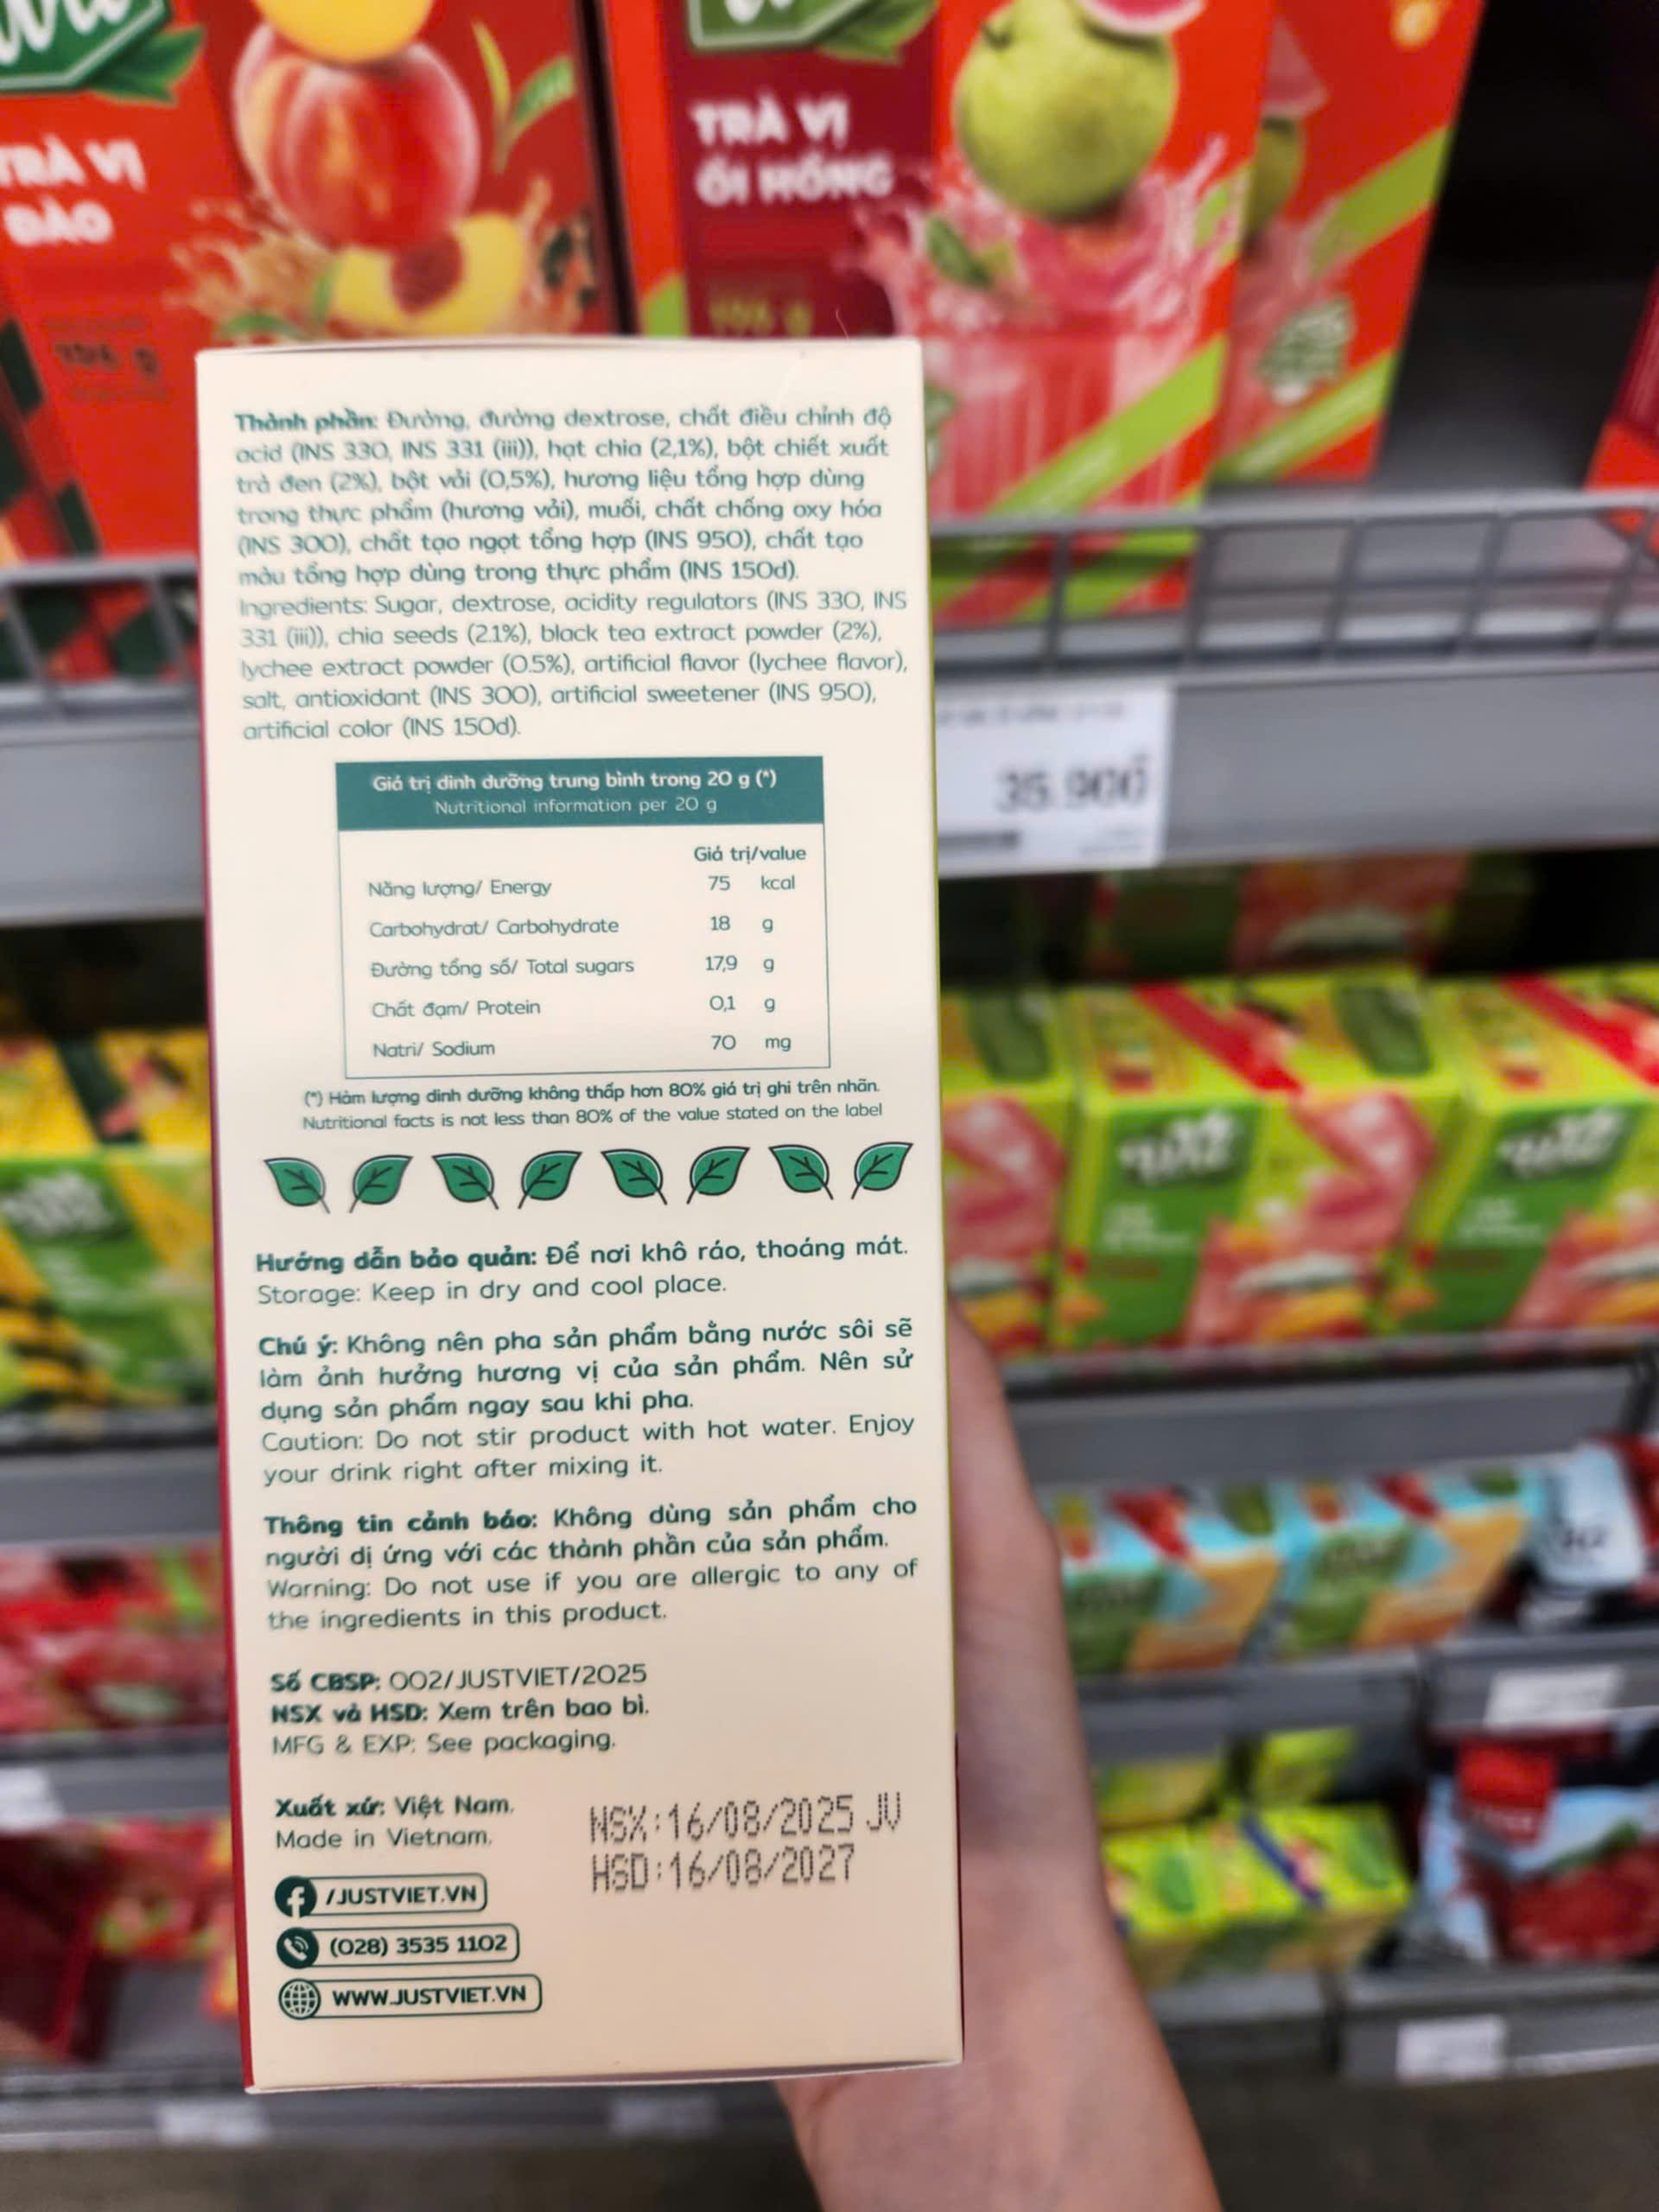 TRÀ VỊ
ĐÀO
TRÀ VỊ
ỔI HỒNG
Thành phần: Đường, đường dextrose, chất điều chỉnh độ
acid (INS 330, INS 331 (iii)), hạt chia (2,1%), bột chiết xuất
trà đen (2%), bột vải (0,5%), hương liệu tổng hợp dùng
trong thực phẩm (hương vải), muối, chất chống oxy hóa
(INS 300), chất tạo ngọt tổng hợp (INS 950), chất tạo
màu tổng hợp dùng trong thực phẩm (INS 150d).
Ingredients: Sugar, dextrose, acidity regulators (INS 330, INS
331 (iii)), chia seeds (2.1%), black tea extract powder (2%),
lychee extract powder (0.5%), artificial flavor (lychee flavor),
salt, antioxidant (INS 300), artificial sweetener (INS 950),
artificial color (INS 150d).
35.900đ
Giá trị dinh dưỡng trung bình trong 20 g (*)
Nutritional information per 20 g
Giá trị/value
Năng lượng/ Energy 75 kcal
Carbohydrat/ Carbohydrate 18 g
Đường tổng số/ Total sugars 17,9 g
Chất đạm/ Protein 0,1 g
Natri/ Sodium 70 mg
(*) Hàm lượng dinh dưỡng không thấp hơn 80% giá trị ghi trên nhãn.
Nutritional facts is not less than 80% of the value stated on the label
Hướng dẫn bảo quản: Để nơi khô ráo, thoáng mát.
Storage: Keep in dry and cool place.
Chú ý: Không nên pha sản phẩm bằng nước sôi sẽ
làm ảnh hưởng hương vị của sản phẩm. Nên sử
dụng sản phẩm ngay sau khi pha.
Caution: Do not stir product with hot water. Enjoy
your drink right after mixing it.
Thông tin cảnh báo: Không dùng sản phẩm cho
người dị ứng với các thành phần của sản phẩm.
Warning: Do not use if you are allergic to any of
the ingredients in this product.
Số CBSP: 002/JUSTVIET/2025
NSX và HSD: Xem trên bao bì.
MFG & EXP: See packaging.
Xuất xứ: Việt Nam.
Made in Vietnam.
NSX:16/08/2025 JU
HSD:16/08/2027
/JUSTVIET.VN
(028) 3535 1102
WWW.JUSTVIET.VN